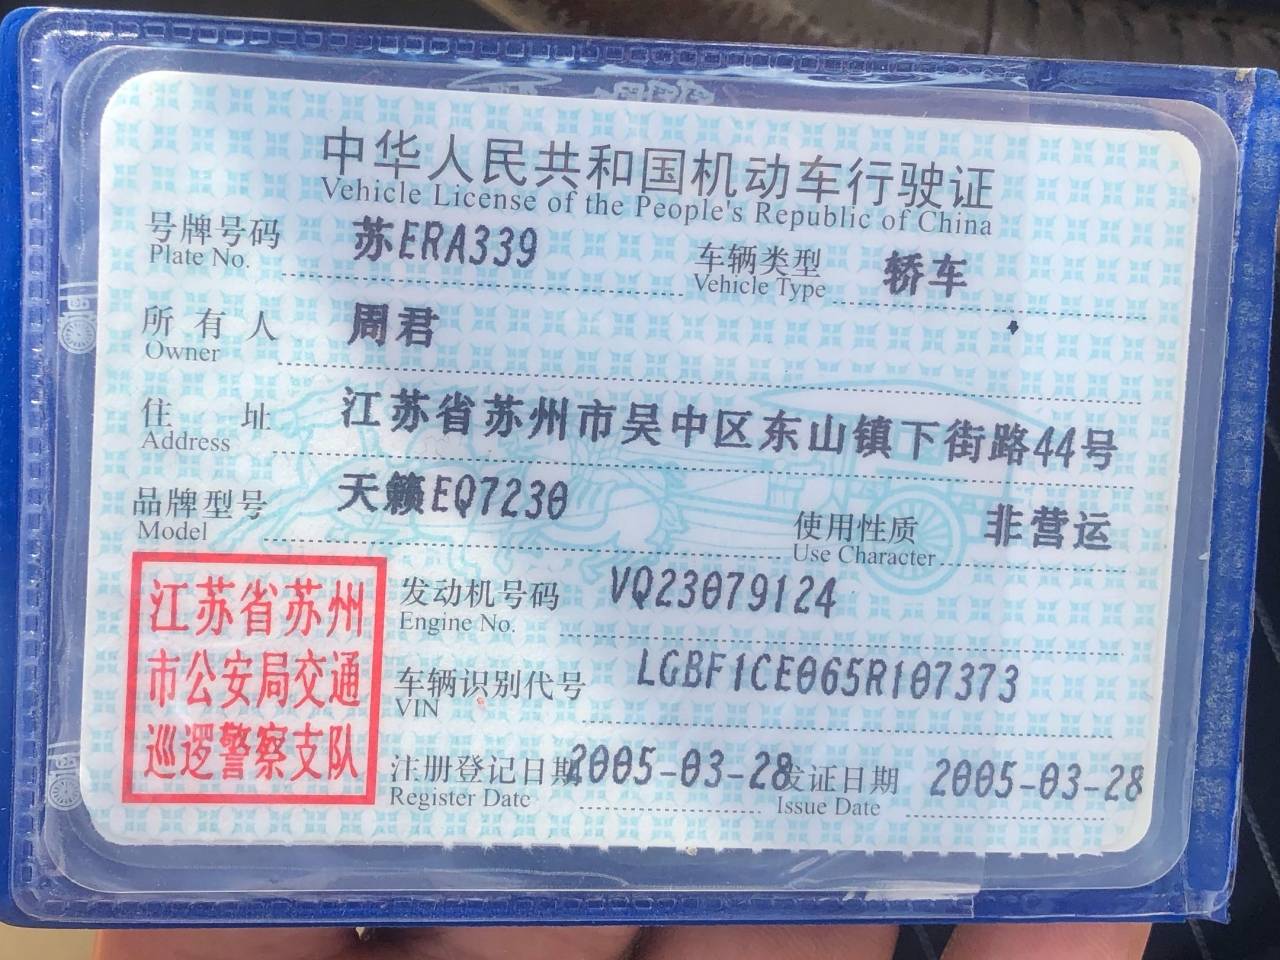 中华人民共和国机动车行驶证
Vehicle License of the People's Republic of China
号牌号码 苏ERA339 车辆类型 轿车
Plate No. Vehicle Type
所有人 周君
Owner
住址 江苏省苏州市吴中区东山镇下街路44号
Address
品牌型号 天籁EQ7230 使用性质 非营运
Model Use Character
江苏省苏州
市公安局交通
巡逻警察支队
发动机号码 VQ23079124
Engine No.
车辆识别代号 LGBF1CE065R107373
VIN
注册登记日期 2005-03-28 发证日期 2005-03-28
Register Date Issue Date